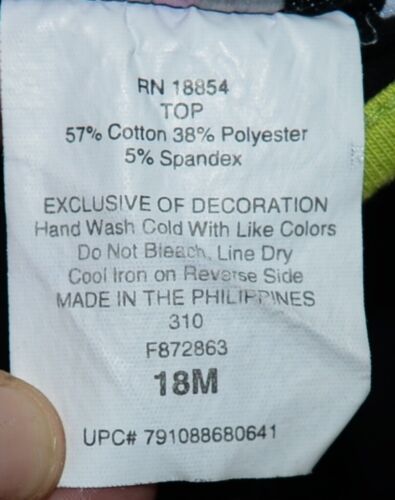 RN 18854
TOP
57% Cotton 38% Polyester
5% Spandex
EXCLUSIVE OF DECORATION
Hand Wash Cold With Like Colors
Do Not Bleach, Line Dry
Cool Iron on Reverse Side
MADE IN THE PHILIPPINES
310
F872863
18M
UPC# 791088680641